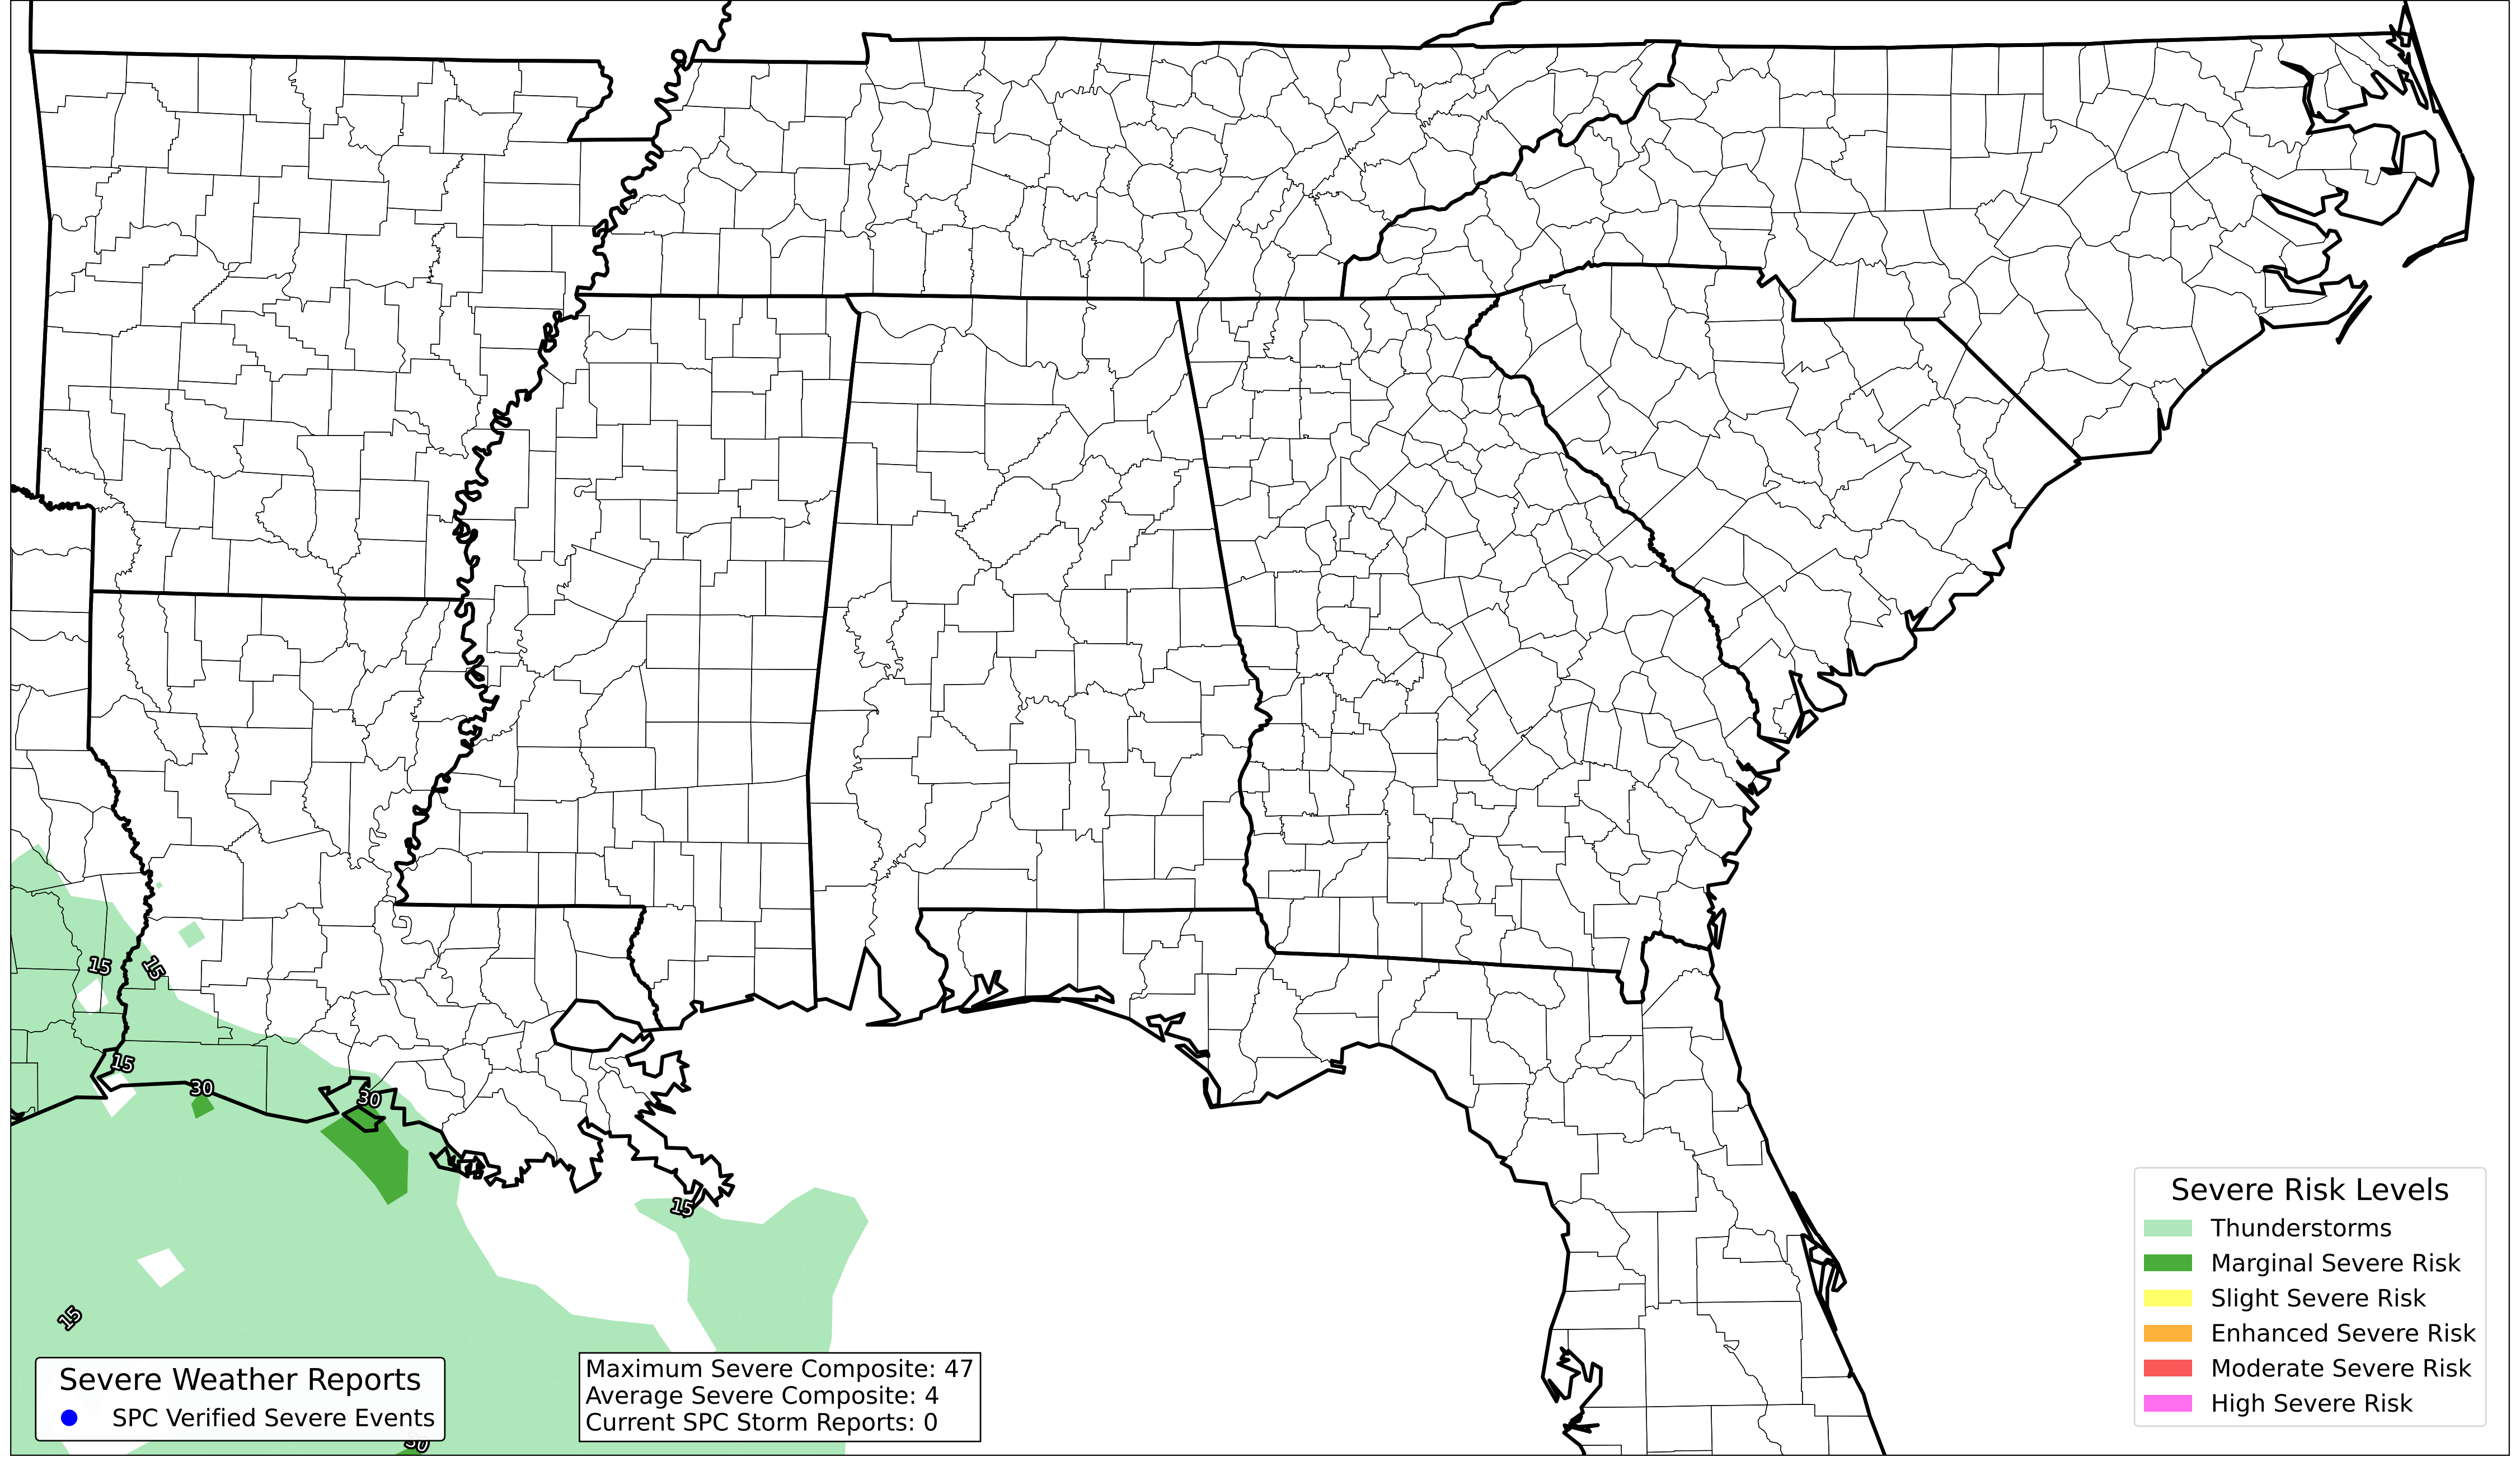 15
15
15
30
30
15
15
30
Severe Weather Reports
SPC Verified Severe Events
Maximum Severe Composite: 47
Average Severe Composite: 4
Current SPC Storm Reports: 0
Severe Risk Levels
Thunderstorms
Marginal Severe Risk
Slight Severe Risk
Enhanced Severe Risk
Moderate Severe Risk
High Severe Risk